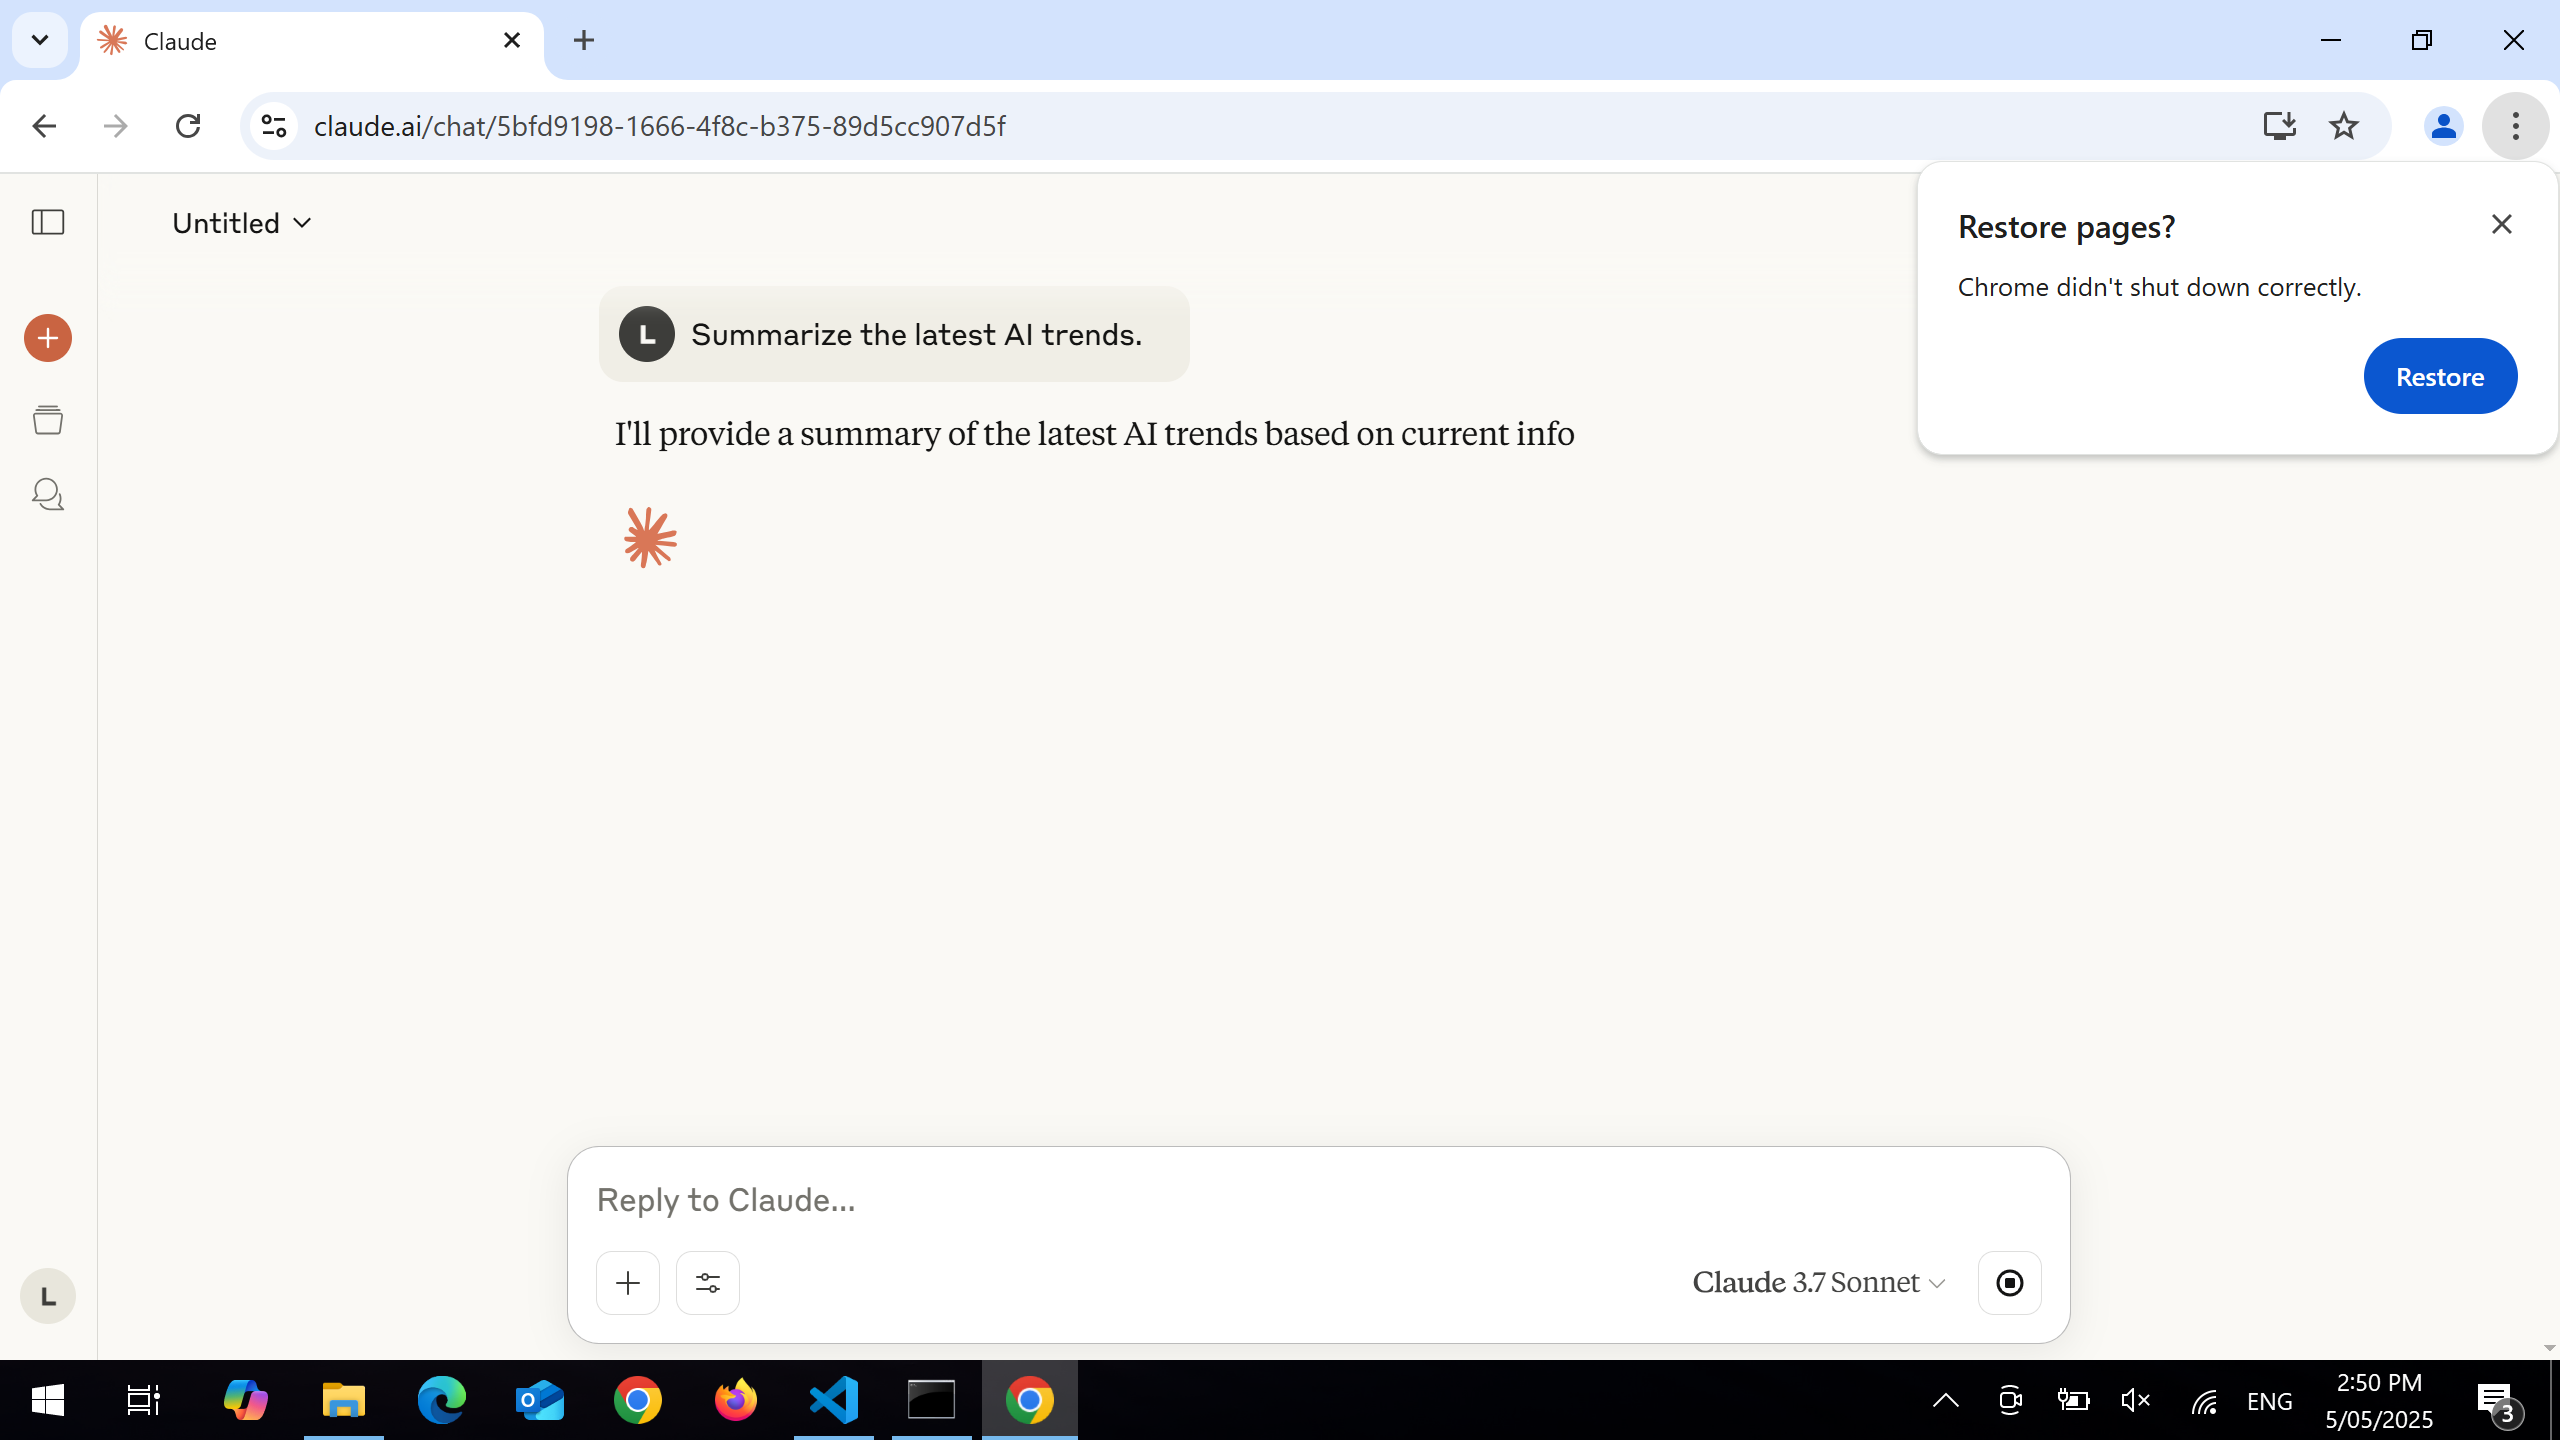 Claude
claude.ai/chat/5bfd9198-1666-4f8c-b375-89d5cc907d5f
Restore pages?
Chrome didn't shut down correctly.
Restore
Untitled
L
Summarize the latest AI trends.
I'll provide a summary of the latest AI trends based on current info
Reply to Claude...
Claude 3.7 Sonnet
L
ENG
2:50 PM
5/05/2025
3